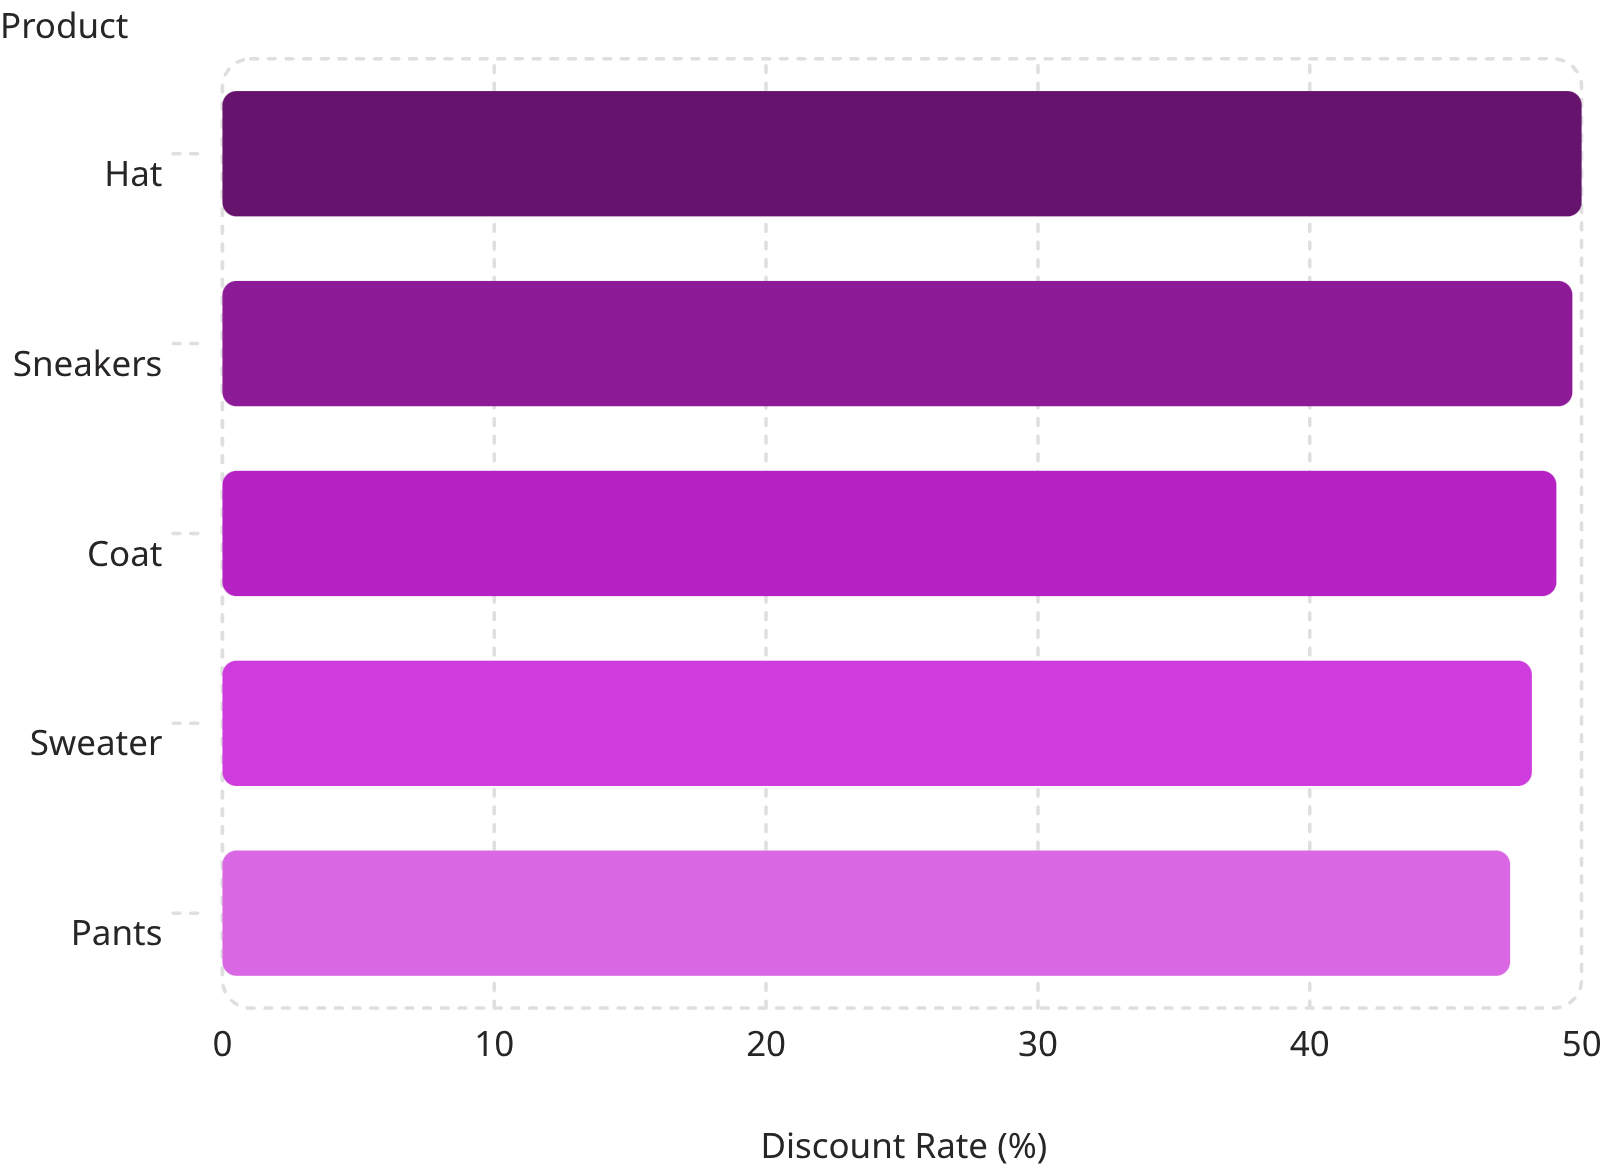 Product
Hat
Sneakers
Coat
Sweater
Pants
0 10 20 30 40 50
Discount Rate (%)